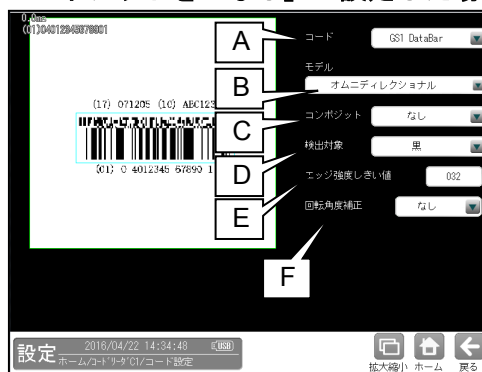 0.0ms
(01)04012345678901
(17) 071205 (10) ABC123
(01) 0 4012345 67890 1
A
B
C
D
E
F
コード
GS1 DataBar
モデル
オムニディレクショナル
コンポジット
なし
検出対象
黒
エッジ強度しきい値
032
回転角度補正
なし
設定
2016/04/22 14:34:48
USB
ホーム/コードリーダC1/コード設定
拡大縮小
ホーム
戻る